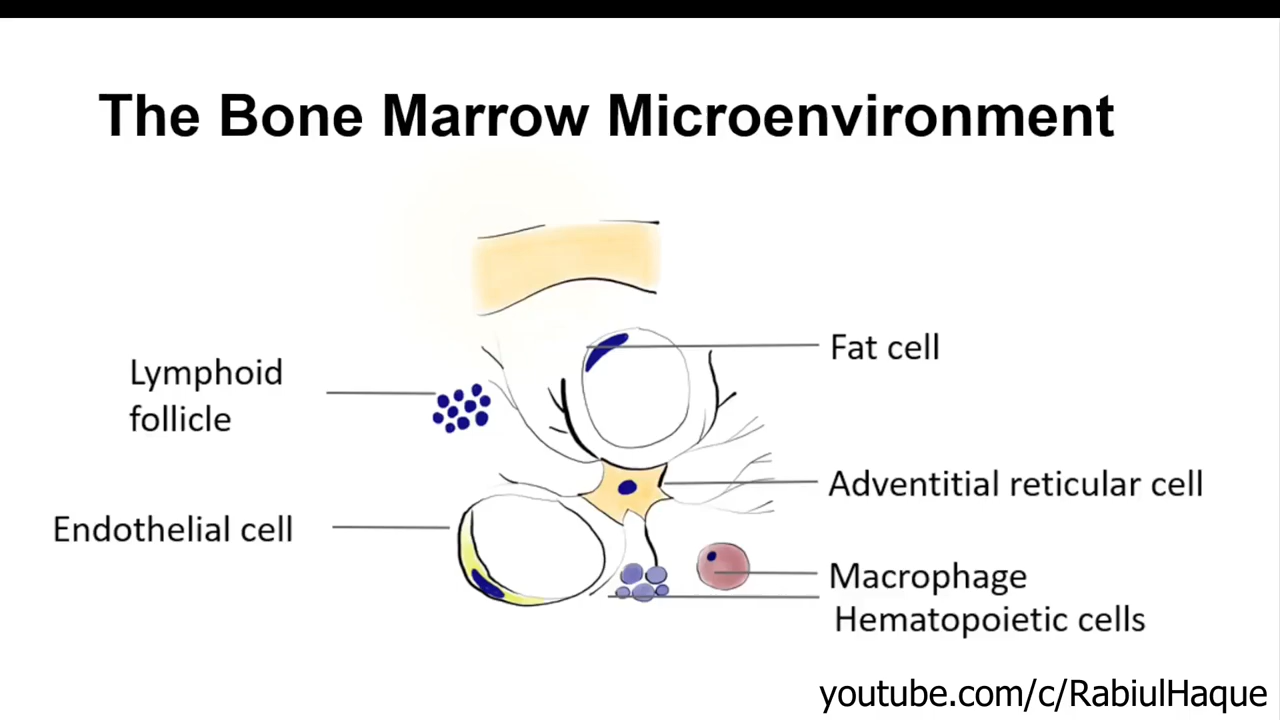 The Bone Marrow Microenvironment
Fat cell
Lymphoid
follicle
Adventitial reticular cell
Endothelial cell
Macrophage
Hematopoietic cells
youtube.com/c/RabiulHaque